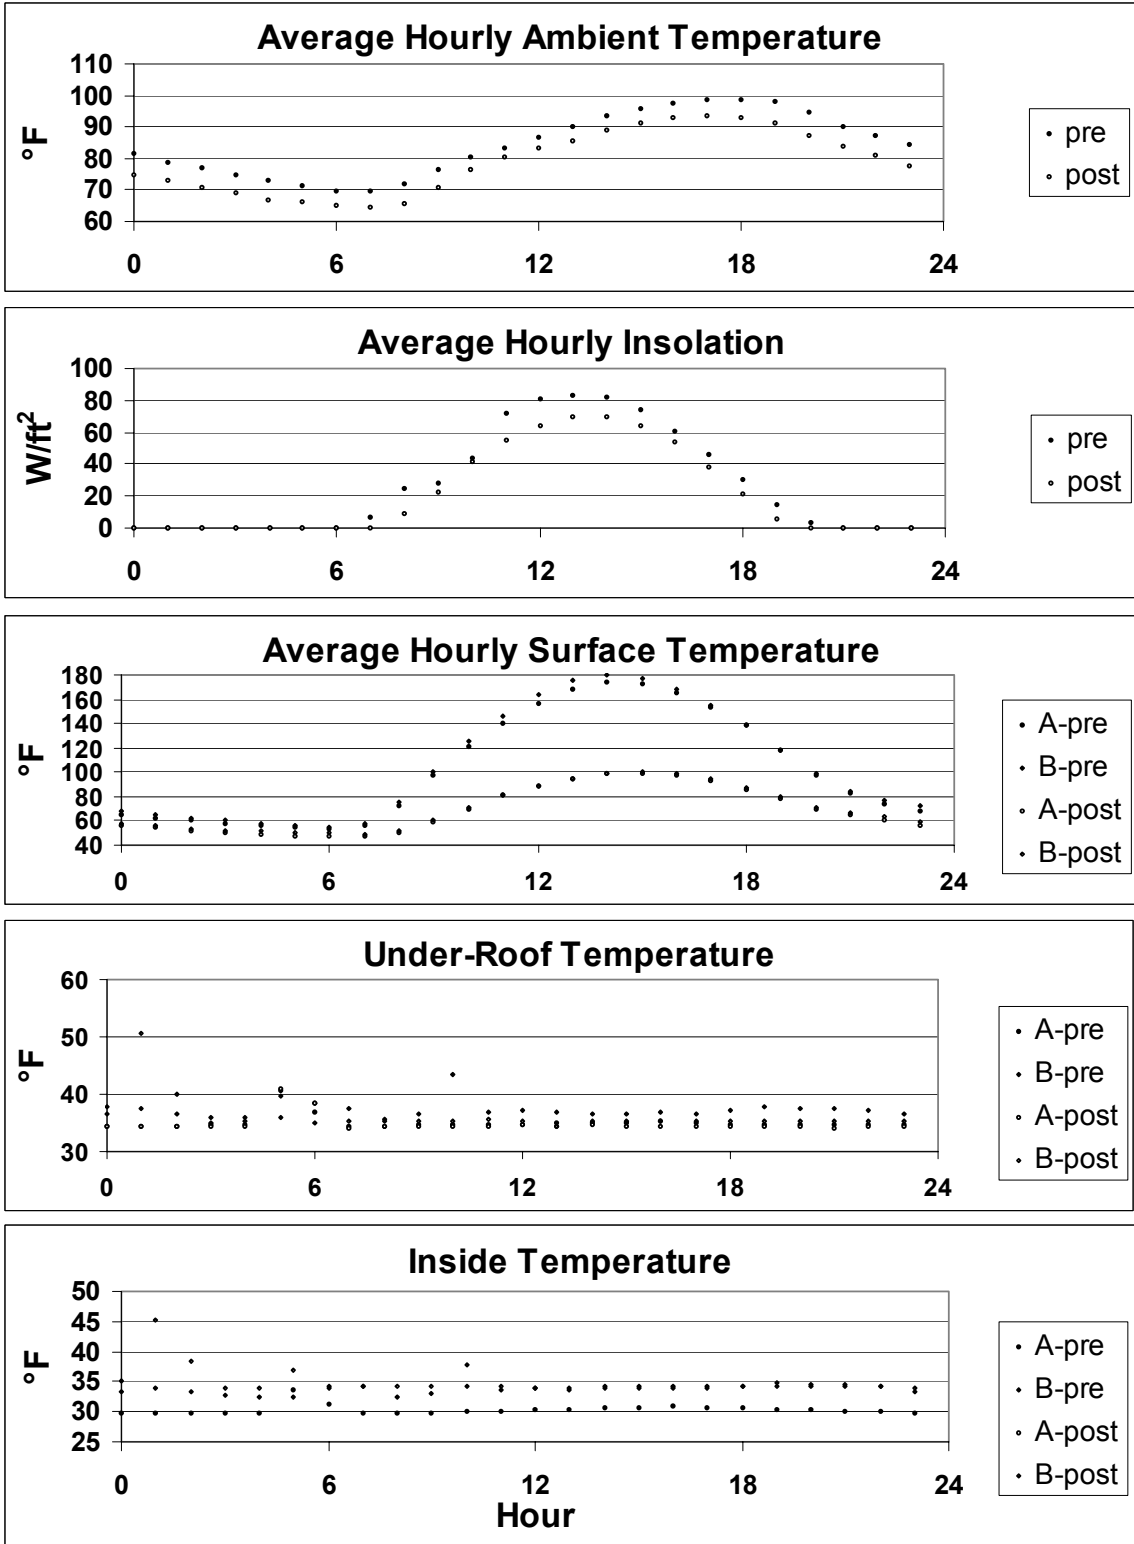 Average Hourly Ambient Temperature
°F
110
100
90
80
70
60
0 6 12 18 24
pre
post
Average Hourly Insolation
W/ft²
100
80
60
40
20
0
0 6 12 18 24
pre
post
Average Hourly Surface Temperature
°F
180
160
140
120
100
80
60
40
0 6 12 18 24
A-pre
B-pre
A-post
B-post
Under-Roof Temperature
°F
60
50
40
30
0 6 12 18 24
A-pre
B-pre
A-post
B-post
Inside Temperature
°F
50
45
40
35
30
25
0 6 12 18 24
Hour
A-pre
B-pre
A-post
B-post